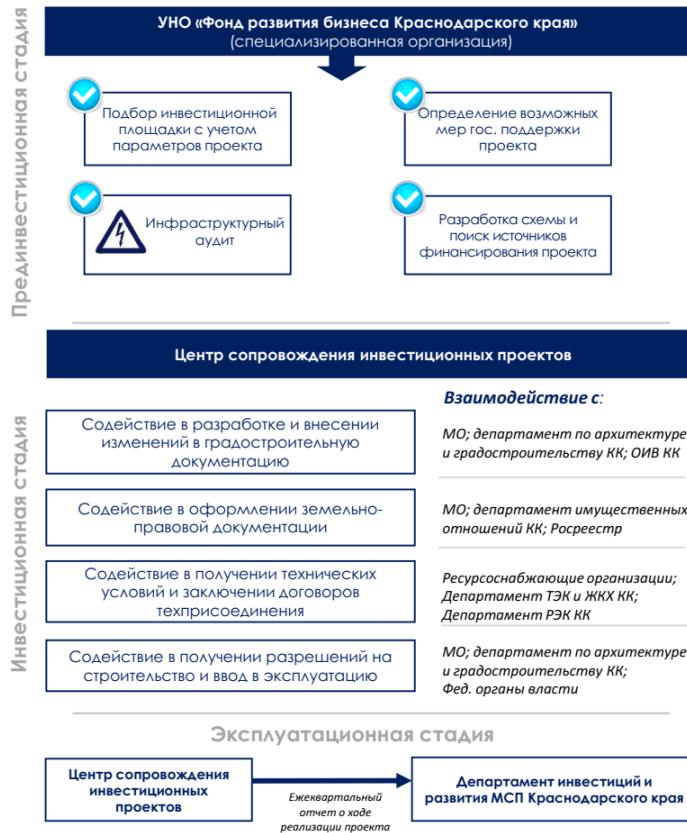 Прединвестиционная стадия
УНО «Фонд развития бизнеса Краснодарского края»
(специализированная организация)
Подбор инвестиционной
площадки с учетом
параметров проекта
Определение возможных
мер гос. поддержки
проекта
Инфраструктурный
аудит
Разработка схемы и
поиск источников
финансирования проекта
Инвестиционная стадия
Центр сопровождения инвестиционных проектов
Взаимодействие с:
Содействие в разработке и внесении
изменений в градостроительную
документацию
МО; департамент по архитектуре
и градостроительству КК; ОИВ КК
Содействие в оформлении земельно-
правовой документации
МО; департамент имущественных
отношений КК; Росреестр
Содействие в получении технических
условий и заключении договоров
техприсоединения
Ресурсоснабжающие организации;
Департамент ТЭК и ЖКХ КК;
Департамент РЭК КК
Содействие в получении разрешений на
строительство и ввод в эксплуатацию
МО; департамент по архитектуре
и градостроительству КК;
Фед. органы власти
Эксплуатационная стадия
Центр сопровождения
инвестиционных
проектов
Ежеквартальный
отчет о ходе
реализации проекта
Департамент инвестиций и
развития МСП Краснодарского края